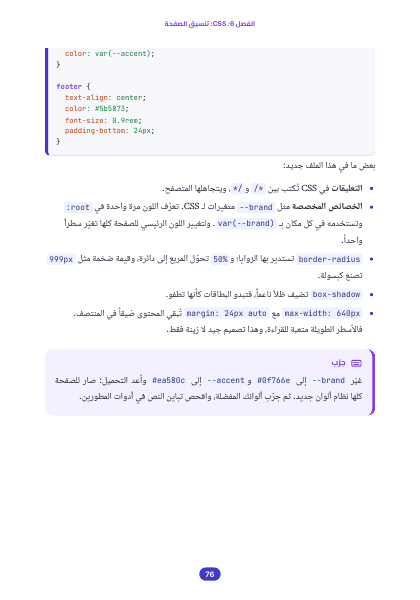 الفصل 6: CSS: تنسيق الصفحة
color: var(--accent);
}
footer {
text-align: center;
color: #5b5873;
font-size: 0.9rem;
padding-bottom: 24px;
}
بعض ما في هذا الملف جديد:
• التعليقات في CSS تُكتب بين /* و */، ويتجاهلها المتصفح.
• الخصائص المخصصة مثل --brand متغيرات لـ CSS. تعرّف اللون مرة واحدة في :root
وتستخدمه في كل مكان بـ var(--brand). ولتغيير اللون الرئيسي للصفحة كلها تغيّر سطراً
واحداً.
• border-radius تستدير بها الزوايا؛ و 50% تحوّل المربع إلى دائرة، وقيمة ضخمة مثل 999px
تصنع كبسولة.
• box-shadow تضيف ظلاً ناعماً، فتبدو البطاقات كأنها تطفو.
• max-width: 640px مع margin: 24px auto تُبقي المحتوى ضيقاً في المنتصف.
فالأسطر الطويلة متعبة للقراءة، وهذا تصميم جيد لا زينة فقط.
جرّب
غيّر --brand إلى #0f766e و --accent إلى #ea580c وأعد التحميل: صار للصفحة
كلها نظام ألوان جديد. ثم جرّب ألوانك المفضلة، وافحص تباين النص في أدوات المطورين.
76